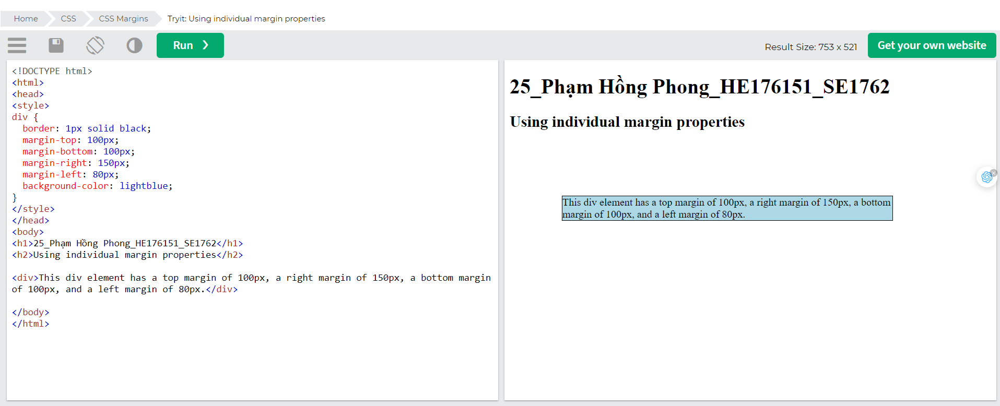 Home CSS CSS Margins Tryit: Using individual margin properties
Run ❯ Result Size: 753 x 521 Get your own website
<!DOCTYPE html>
<html>
<head>
<style>
div {
  border: 1px solid black;
  margin-top: 100px;
  margin-bottom: 100px;
  margin-right: 150px;
  margin-left: 80px;
  background-color: lightblue;
}
</style>
</head>
<body>
<h1>25_Phạm Hồng Phong_HE176151_SE1762</h1>
<h2>Using individual margin properties</h2>

<div>This div element has a top margin of 100px, a right margin of 150px, a bottom margin
of 100px, and a left margin of 80px.</div>

</body>
</html>
25_Phạm Hồng Phong_HE176151_SE1762
Using individual margin properties
This div element has a top margin of 100px, a right margin of 150px, a bottom
margin of 100px, and a left margin of 80px.